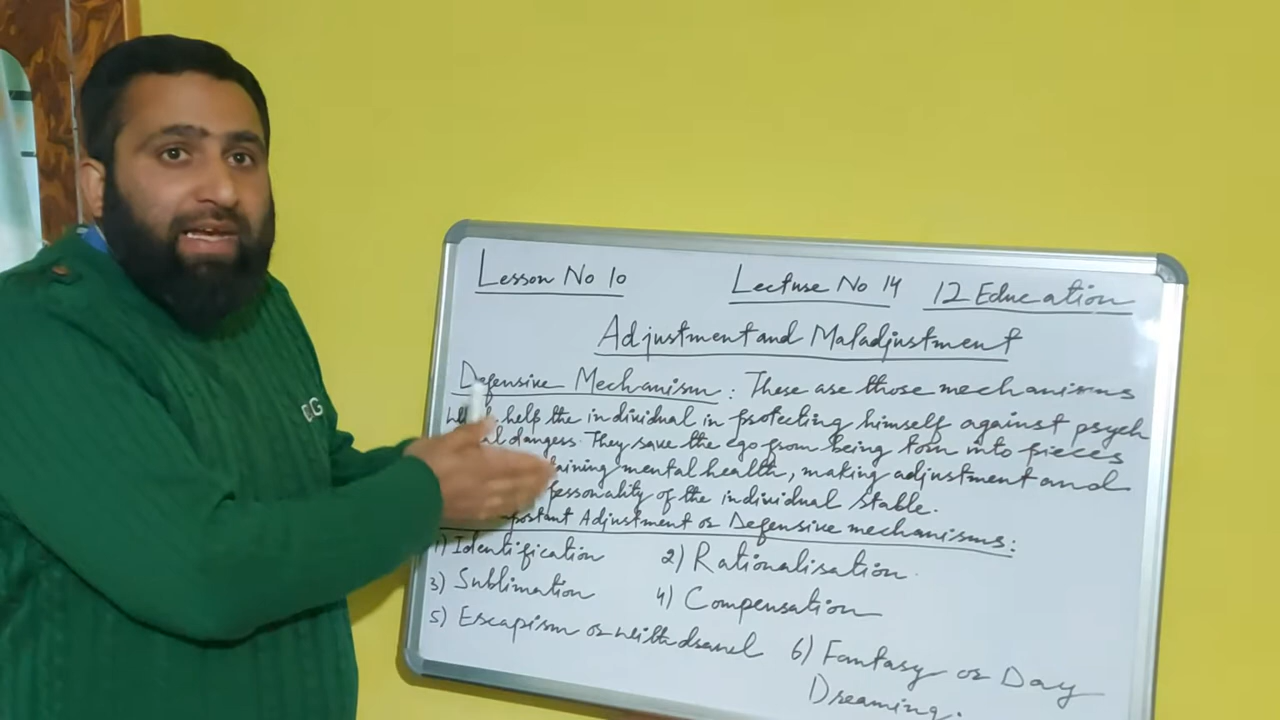 Lesson No 10 Lecture No 14 12 Education
Adjustment and Maladjustment
Defensive Mechanism : These are those mechanisms
help the individual in protecting himself against psych
dangers. They save the ego from being torn into pieces
mental health, making adjustment and
personality of the individual stable.
Adjustment or Defensive mechanisms :
1) Identification 2) Rationalisation.
3) Sublimation 4) Compensation
5) Escapism or withdrawel 6) Fantasy or Day
Dreaming.